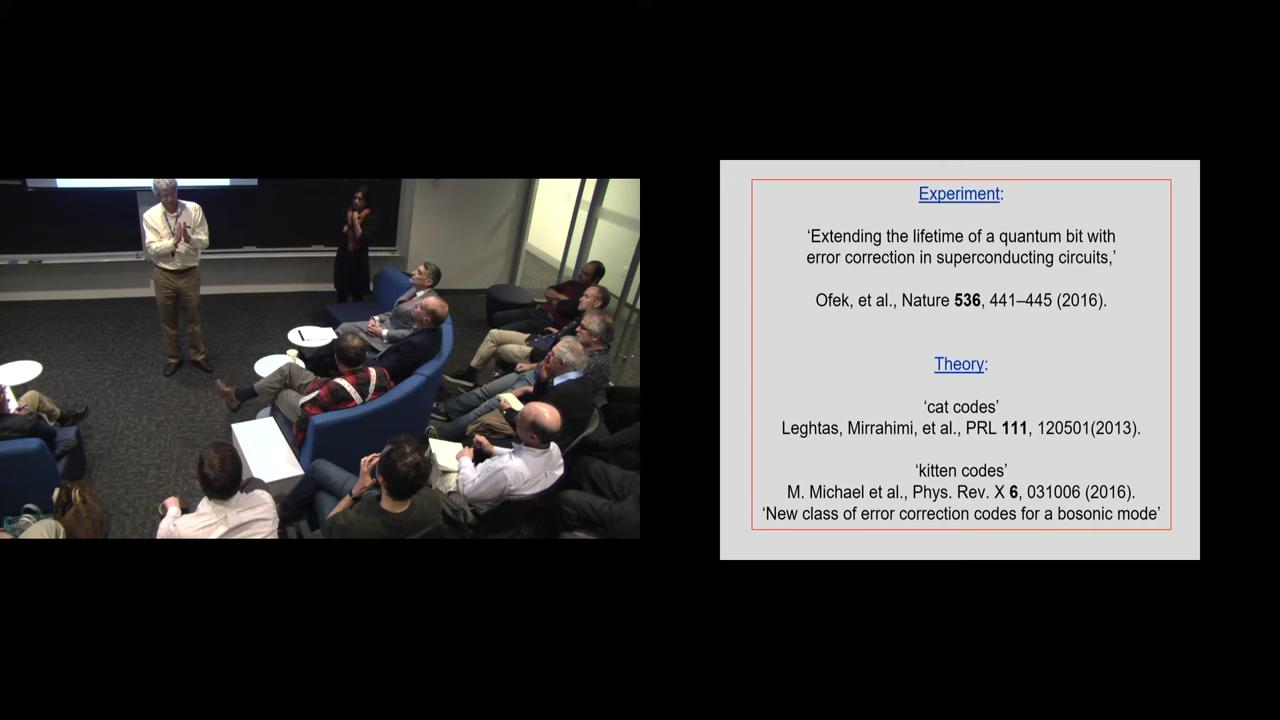 Experiment:
‘Extending the lifetime of a quantum bit with
error correction in superconducting circuits,’
Ofek, et al., Nature 536, 441–445 (2016).
Theory:
‘cat codes’
Leghtas, Mirrahimi, et al., PRL 111, 120501(2013).
‘kitten codes’
M. Michael et al., Phys. Rev. X 6, 031006 (2016).
‘New class of error correction codes for a bosonic mode’